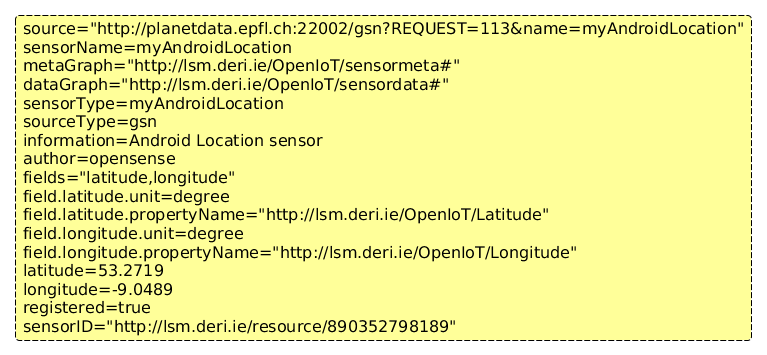 source="http://planetdata.epfl.ch:22002/gsn?REQUEST=113&name=myAndroidLocation"
sensorName=myAndroidLocation
metaGraph="http://lsm.deri.ie/OpenIoT/sensormeta#"
dataGraph="http://lsm.deri.ie/OpenIoT/sensordata#"
sensorType=myAndroidLocation
sourceType=gsn
information=Android Location sensor
author=opensense
fields="latitude,longitude"
field.latitude.unit=degree
field.latitude.propertyName="http://lsm.deri.ie/OpenIoT/Latitude"
field.longitude.unit=degree
field.longitude.propertyName="http://lsm.deri.ie/OpenIoT/Longitude"
latitude=53.2719
longitude=-9.0489
registered=true
sensorID="http://lsm.deri.ie/resource/890352798189"